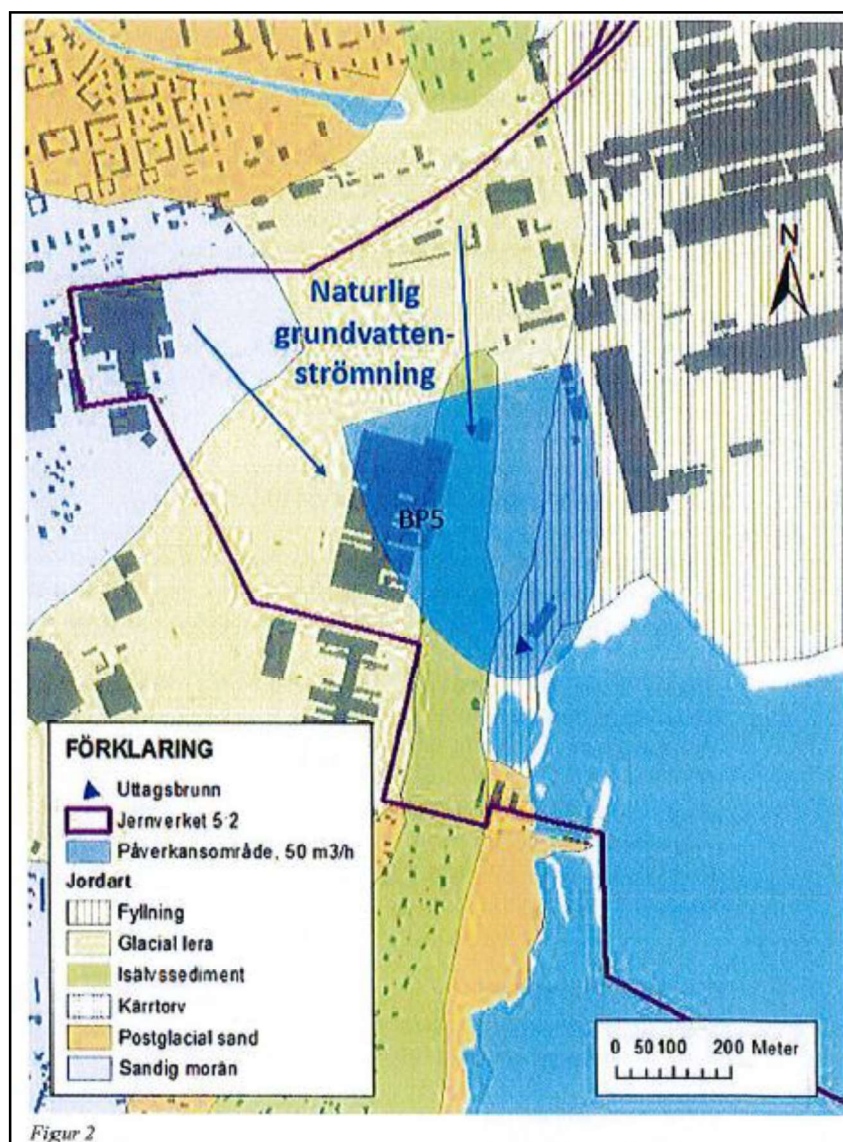 N
Naturlig
grundvatten-
strömning
BP5
FÖRKLARING
Uttagsbrunn
Jernverket 5:2
Påverkansområde, 50 m3/h
Jordart
Fyllning
Glacial lera
Isälvssediment
Kärrtorv
Postglacial sand
Sandig morän
0 50 100 200 Meter
Figur 2